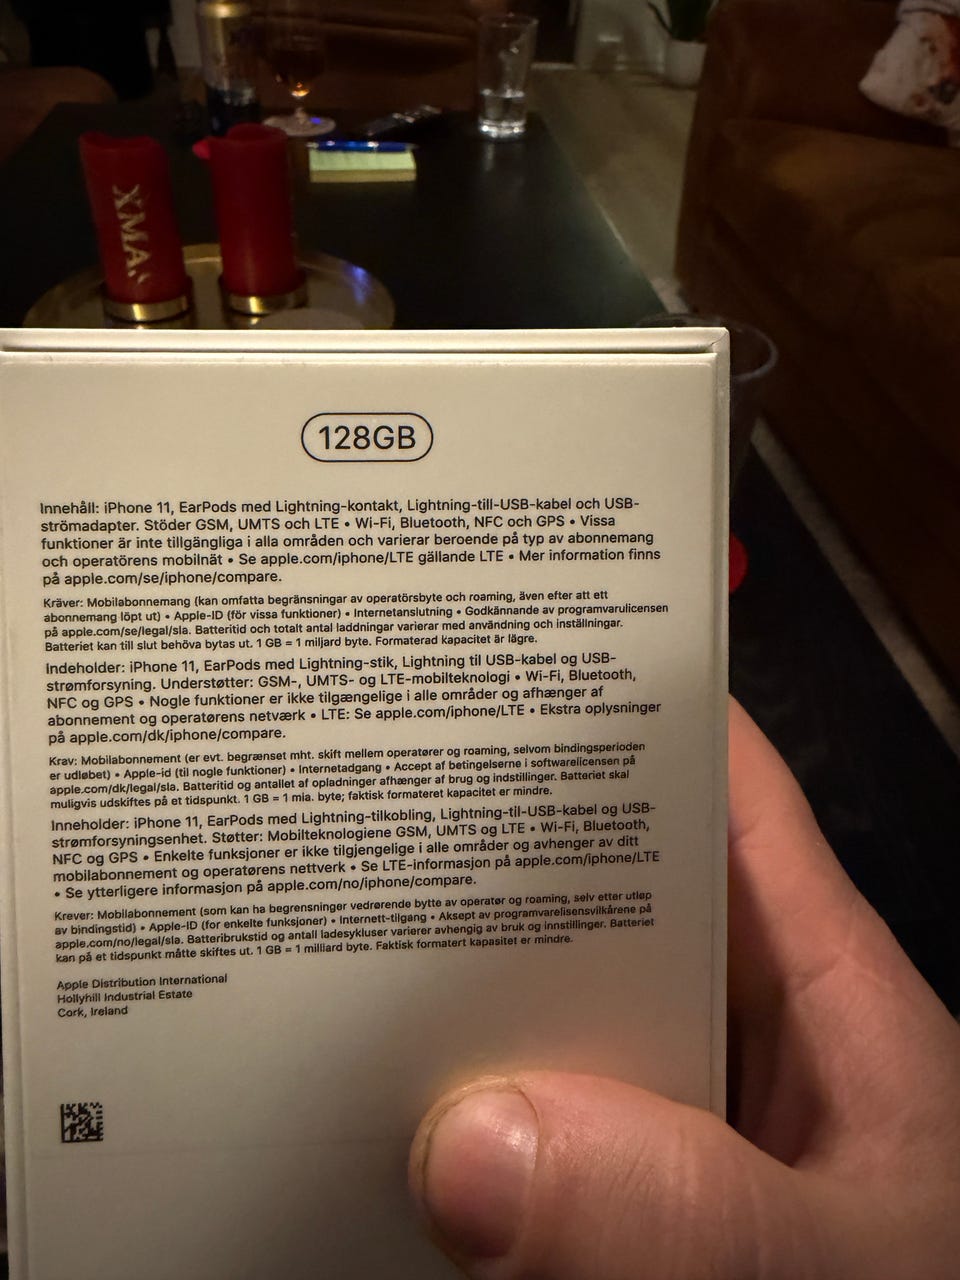 XMA
128GB
Innehåll: iPhone 11, EarPods med Lightning-kontakt, Lightning-till-USB-kabel och USB-
strömadapter. Stöder GSM, UMTS och LTE • Wi-Fi, Bluetooth, NFC och GPS • Vissa
funktioner är inte tillgängliga i alla områden och varierar beroende på typ av abonnemang
och operatörens mobilnät • Se apple.com/iphone/LTE gällande LTE • Mer information finns
på apple.com/se/iphone/compare.
Kräver: Mobilabonnemang (kan omfatta begränsningar av operatörsbyte och roaming, även efter att ett
abonnemang löpt ut) • Apple-ID (för vissa funktioner) • Internetanslutning • Godkännande av programvarulicensen
på apple.com/se/legal/sla. Batteritid och totalt antal laddningar varierar med användning och inställningar.
Batteriet kan till slut behöva bytas ut. 1 GB = 1 miljard byte. Formaterad kapacitet är lägre.
Indeholder: iPhone 11, EarPods med Lightning-stik, Lightning til USB-kabel og USB-
strømforsyning. Understøtter: GSM-, UMTS- og LTE-mobilteknologi • Wi-Fi, Bluetooth,
NFC og GPS • Nogle funktioner er ikke tilgængelige i alle områder og afhænger af
abonnement og operatørens netværk • LTE: Se apple.com/iphone/LTE • Ekstra oplysninger
på apple.com/dk/iphone/compare.
Krav: Mobilabonnement (er evt. begrænset mht. skift mellem operatører og roaming, selvom bindingsperioden
er udløbet) • Apple-id (til nogle funktioner) • Internetadgang • Accept af betingelserne i softwarelicensen på
apple.com/dk/legal/sla. Batteritid og antallet af opladninger afhænger af brug og indstillinger. Batteriet skal
muligvis udskiftes på et tidspunkt. 1 GB = 1 mia. byte; faktisk formateret kapacitet er mindre.
Inneholder: iPhone 11, EarPods med Lightning-tilkobling, Lightning-til-USB-kabel og USB-
strømforsyningsenhet. Støtter: Mobilteknologiene GSM, UMTS og LTE • Wi-Fi, Bluetooth,
NFC og GPS • Enkelte funksjoner er ikke tilgjengelige i alle områder og avhenger av ditt
mobilabonnement og operatørens nettverk • Se LTE-informasjon på apple.com/iphone/LTE
• Se ytterligere informasjon på apple.com/no/iphone/compare.
Krever: Mobilabonnement (som kan ha begrensninger vedrørende bytte av operatør og roaming, selv etter utløp
av bindingstid) • Apple-ID (for enkelte funksjoner) • Internett-tilgang • Aksept av programvarelisensvilkårene på
apple.com/no/legal/sla. Batteribrukstid og antall ladesykluser varierer avhengig av bruk og innstillinger. Batteriet
kan på et tidspunkt måtte skiftes ut. 1 GB = 1 milliard byte. Faktisk formatert kapasitet er mindre.
Apple Distribution International
Hollyhill Industrial Estate
Cork, Ireland